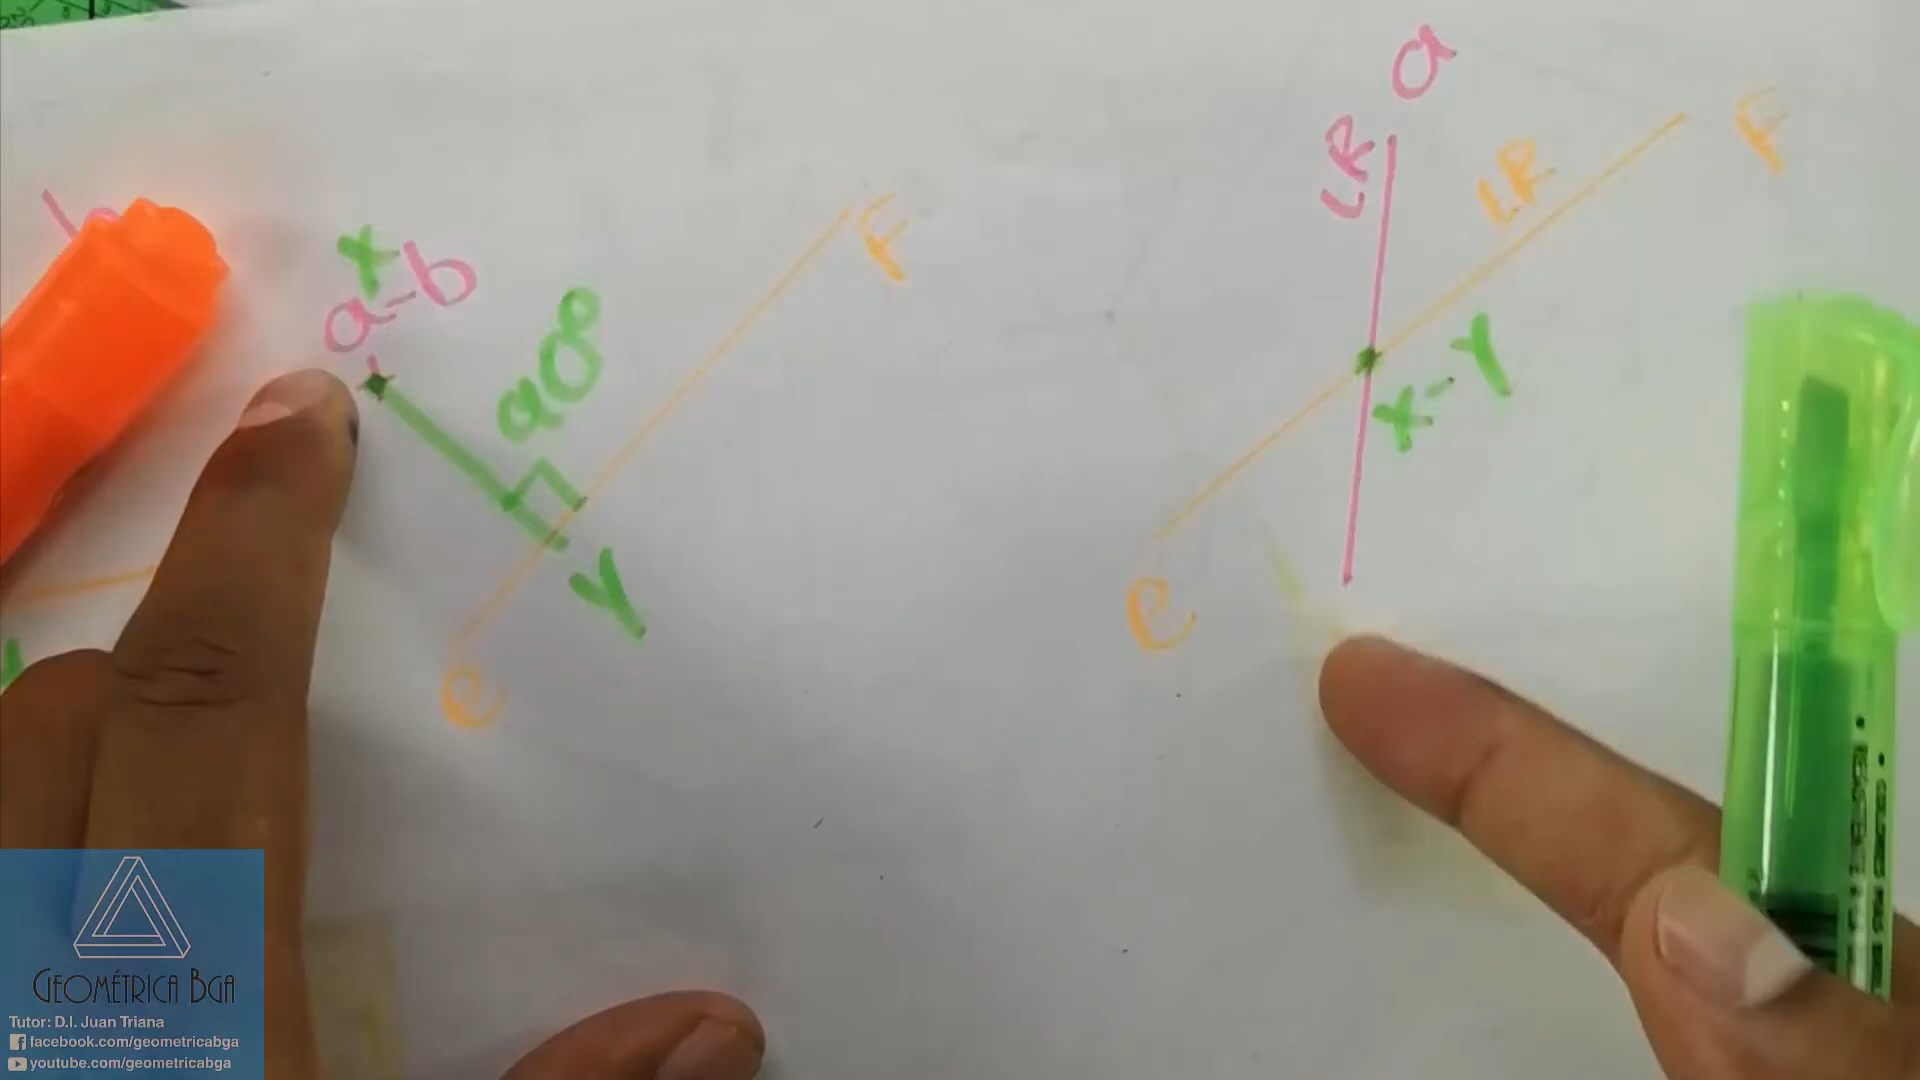 b
x
a-b
90°
F
Y
e
a
LR
LR
F
X-Y
e
GEOMÉTRICA BGA
Tutor: D.I. Juan Triana
facebook.com/geometricabga
youtube.com/geometricabga